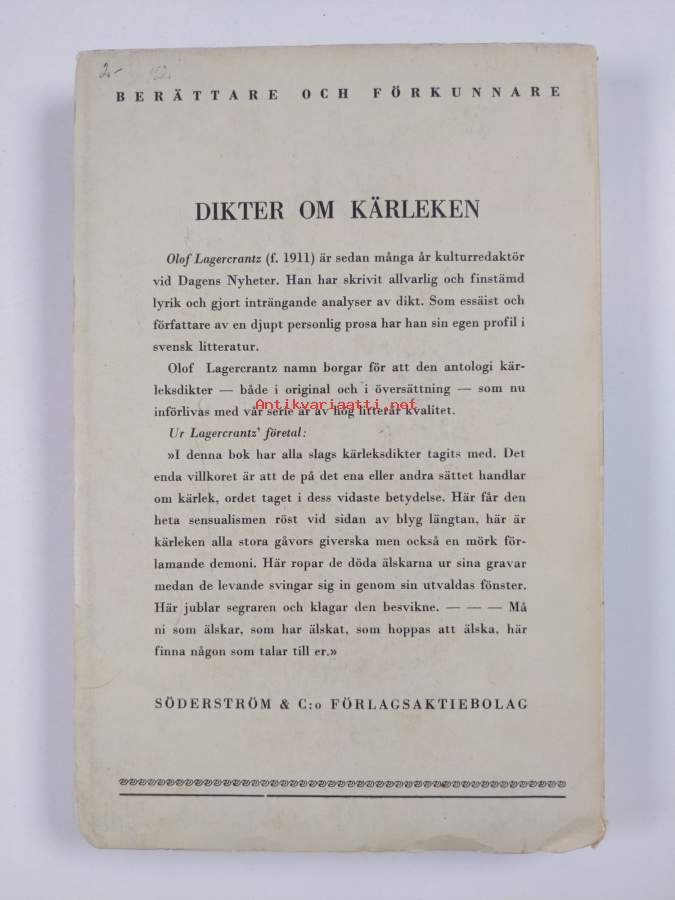 2.-
BERÄTTARE OCH FÖRKUNNARE
DIKTER OM KÄRLEKEN
Olof Lagercrantz (f. 1911) är sedan många år kulturredaktör
vid Dagens Nyheter. Han har skrivit allvarlig och finstämd
lyrik och gjort inträngande analyser av dikt. Som essäist och
författare av en djupt personlig prosa har han sin egen profil i
svensk litteratur.
Olof Lagercrantz namn borgar för att den antologi kär-
leksdikter — både i original och i översättning — som nu
införlivas med vår serie är av hög litterär kvalitet.
Antikvariaatti.net
Ur Lagercrantz' företal:
»I denna bok har alla slags kärleksdikter tagits med. Det
enda villkoret är att de på det ena eller andra sättet handlar
om kärlek, ordet taget i dess vidaste betydelse. Här får den
heta sensualismen röst vid sidan av blyg längtan, här är
kärleken alla stora gåvors giverska men också en mörk för-
lamande demoni. Här ropar de döda älskarna ur sina gravar
medan de levande svingar sig in genom sin utvaldas fönster.
Här jublar segraren och klagar den besvikne. — — — Må
ni som älskar, som har älskat, som hoppas att älska, här
finna någon som talar till er.»
SÖDERSTRÖM & C:o FÖRLAGSAKTIEBOLAG